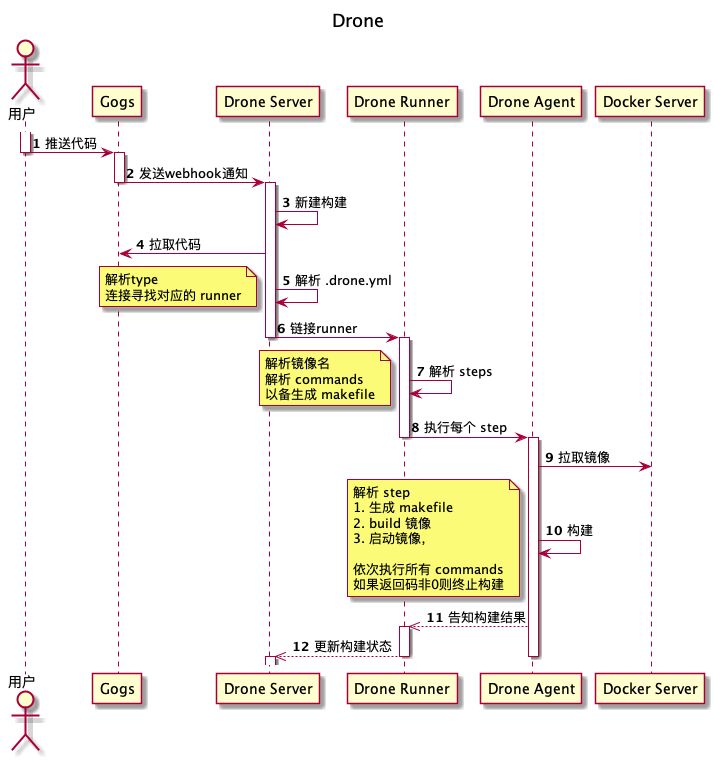 Drone
用户
Gogs
Drone Server
Drone Runner
Drone Agent
Docker Server
1 推送代码
2 发送webhook通知
3 新建构建
4 拉取代码
解析type
连接寻找对应的 runner
5 解析 .drone.yml
6 链接runner
解析镜像名
解析 commands
以备生成 makefile
7 解析 steps
8 执行每个 step
9 拉取镜像
解析 step
1. 生成 makefile
2. build 镜像
3. 启动镜像,
依次执行所有 commands
如果返回码非0则终止构建
10 构建
11 告知构建结果
12 更新构建状态
用户
Gogs
Drone Server
Drone Runner
Drone Agent
Docker Server